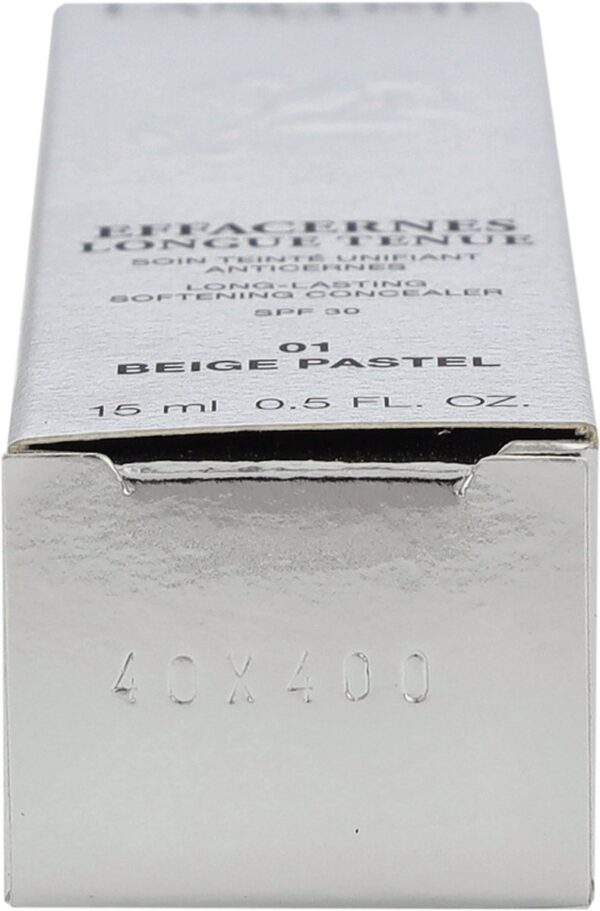 EFFACERNES
LONGUE TENUE
SOIN TEINTÉ UNIFIANT
ANTICERNES
LONG-LASTING
SOFTENING CONCEALER
SPF 30
01
BEIGE PASTEL
15 ml 0.5 FL. OZ.
40X400